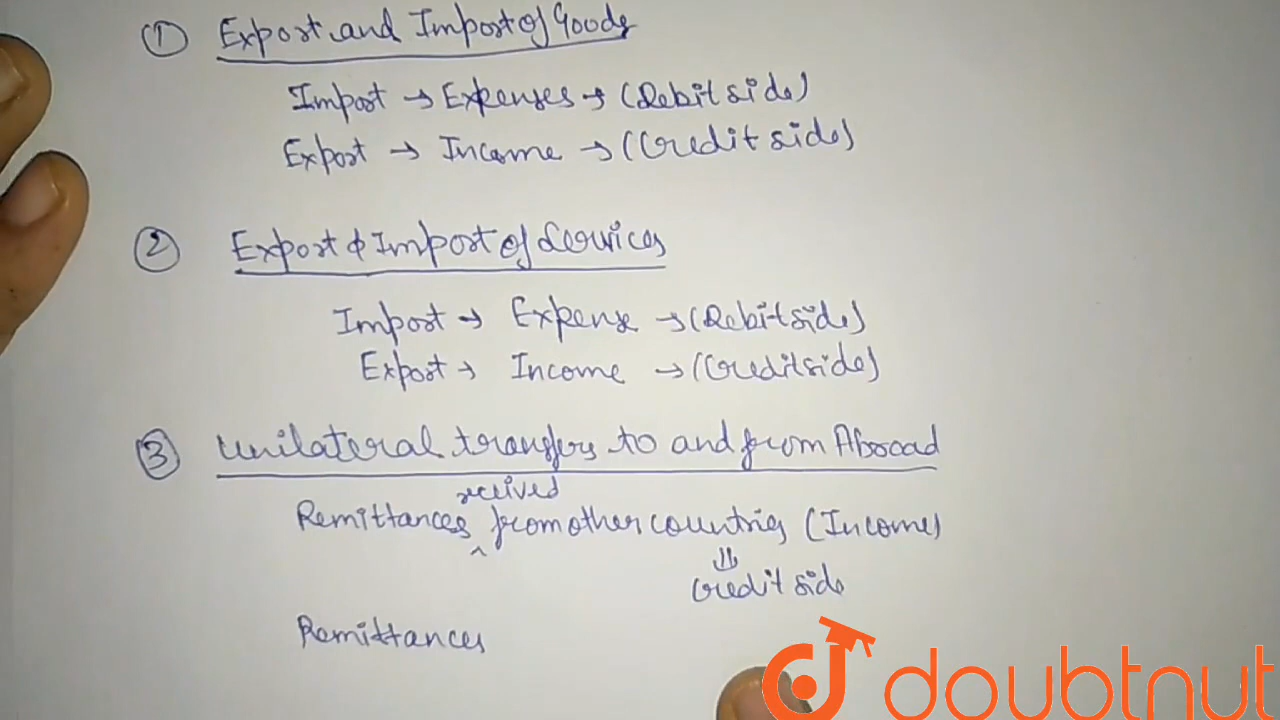 ① Export and Import of Goods
Import → Expenses → (Debit side)
Export → Income → (Credit side)
② Export & Import of Services
Import → Expense → (Debit side)
Export → Income → (Credit side)
③ Unilateral transfers to and from Abroad
received
Remittances ^ from other countries (Income)
⇓
Credit side
Remittances
doubtnut